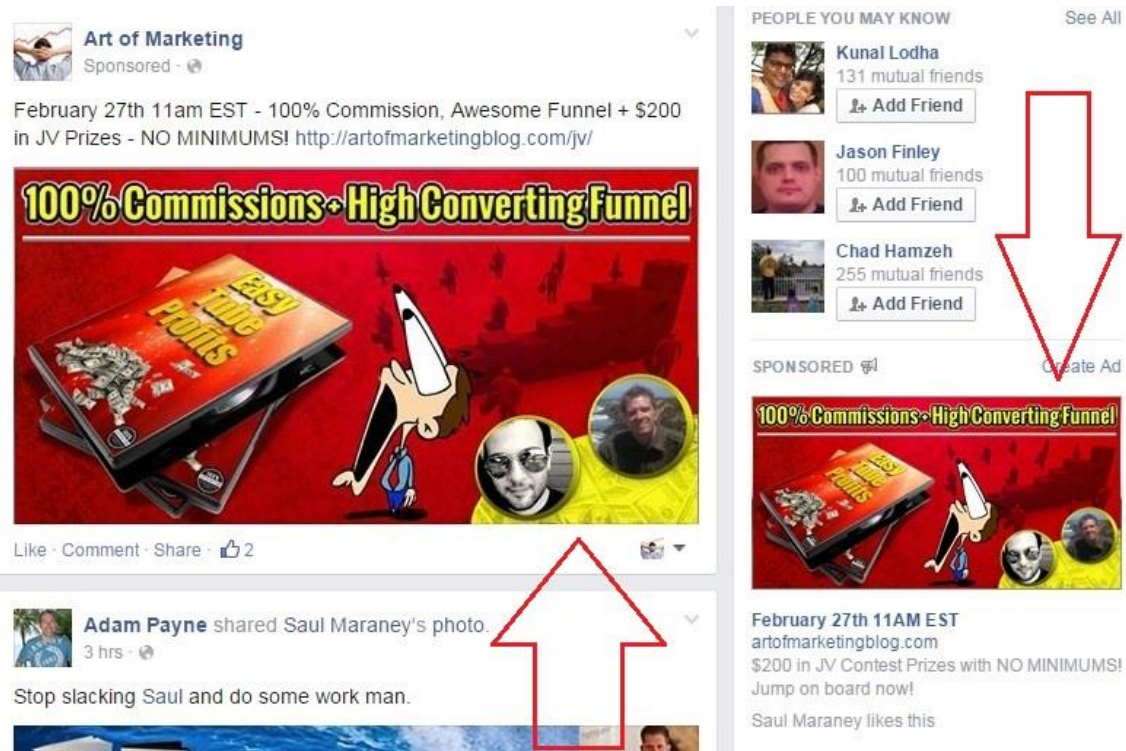 Art of Marketing
Sponsored ·
February 27th 11am EST - 100% Commission, Awesome Funnel + $200
in JV Prizes - NO MINIMUMS! http://artofmarketingblog.com/jv/
100% Commissions + High Converting Funnel
Easy
Tube
Profits
Like · Comment · Share · 2
Adam Payne shared Saul Maraney's photo.
3 hrs ·
Stop slacking Saul and do some work man.
PEOPLE YOU MAY KNOW See All
Kunal Lodha
131 mutual friends
Add Friend
Jason Finley
100 mutual friends
Add Friend
Chad Hamzeh
255 mutual friends
Add Friend
SPONSORED Create Ad
100% Commissions + High Converting Funnel
Easy
Tube
Profits
February 27th 11AM EST
artofmarketingblog.com
$200 in JV Contest Prizes with NO MINIMUMS!
Jump on board now!
Saul Maraney likes this